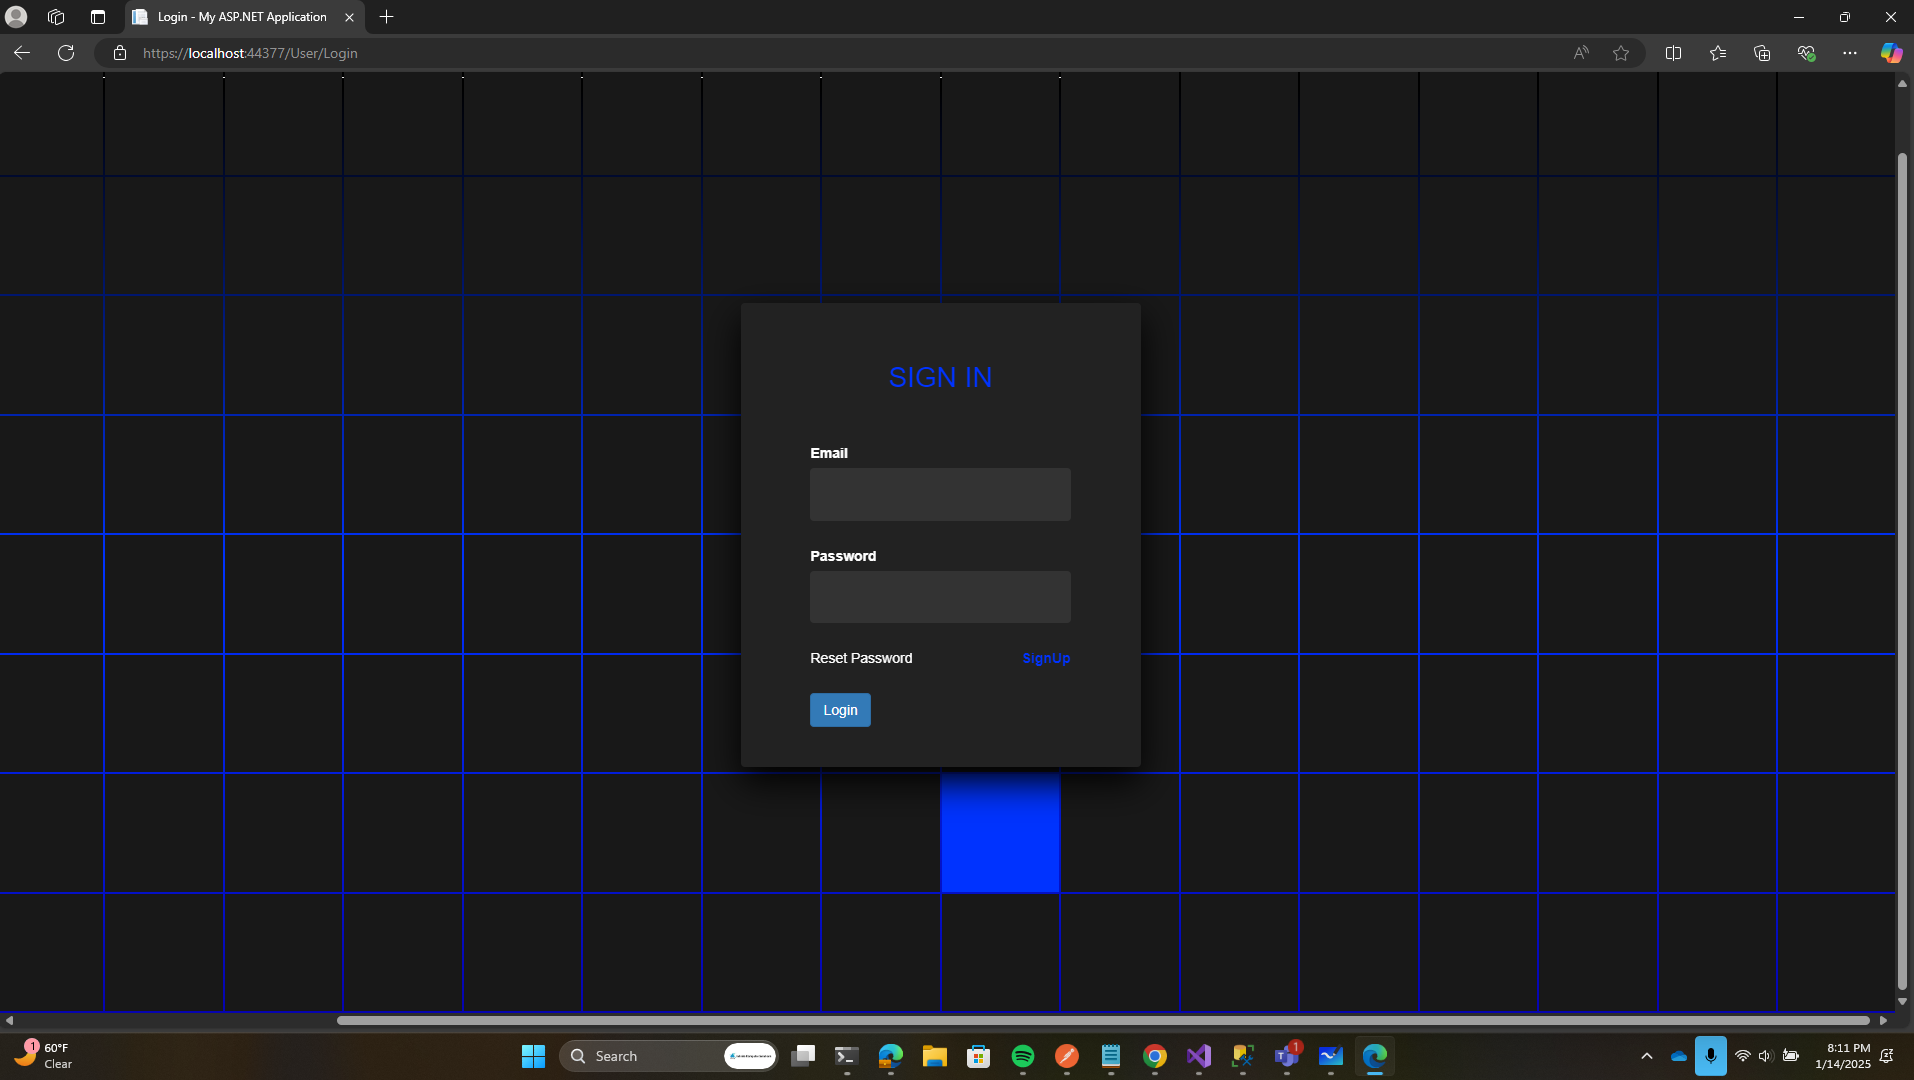 Login - My ASP.NET Application
https://localhost:44377/User/Login
SIGN IN
Email
Password
Reset Password
SignUp
Login
1
60°F
Clear
Search
1
8:11 PM
1/14/2025